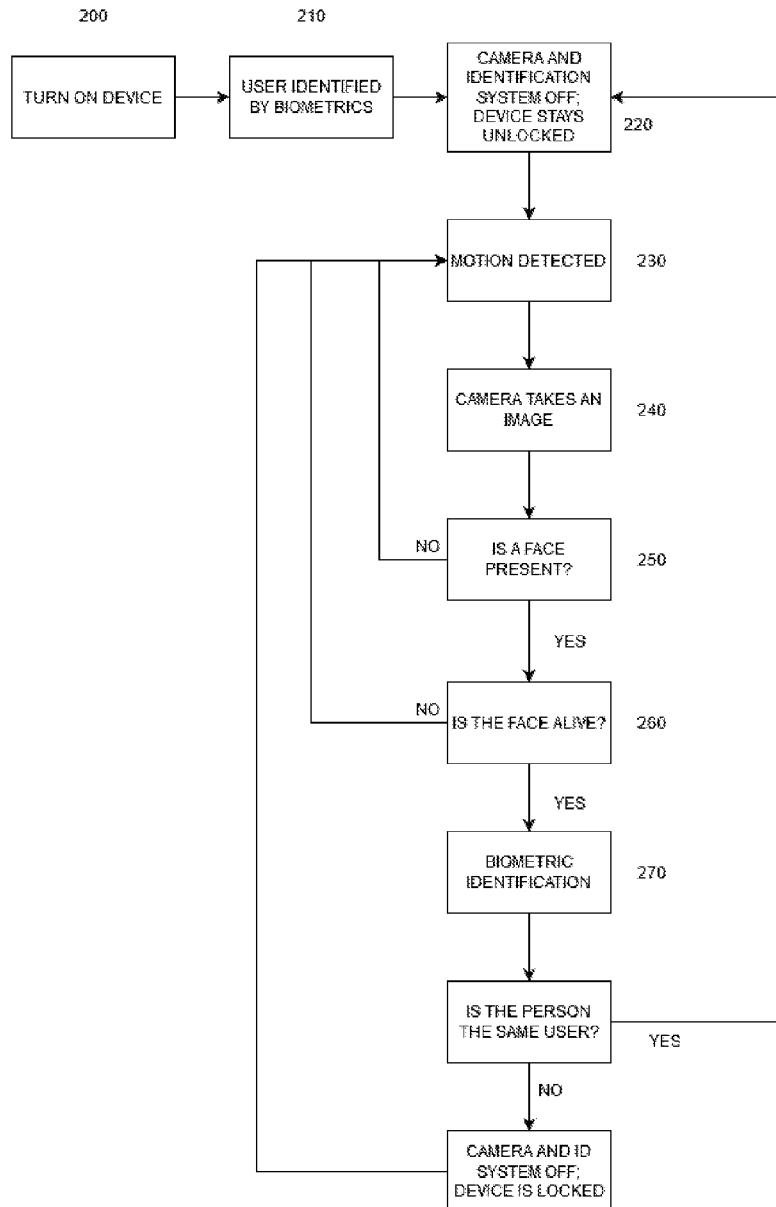 200
210
TURN ON DEVICE
USER IDENTIFIED
BY BIOMETRICS
CAMERA AND
IDENTIFICATION
SYSTEM OFF;
DEVICE STAYS
UNLOCKED
220
MOTION DETECTED
230
CAMERA TAKES AN
IMAGE
240
NO
IS A FACE
PRESENT?
250
YES
NO
IS THE FACE ALIVE?
260
YES
BIOMETRIC
IDENTIFICATION
270
IS THE PERSON
THE SAME USER?
YES
NO
CAMERA AND ID
SYSTEM OFF;
DEVICE IS LOCKED